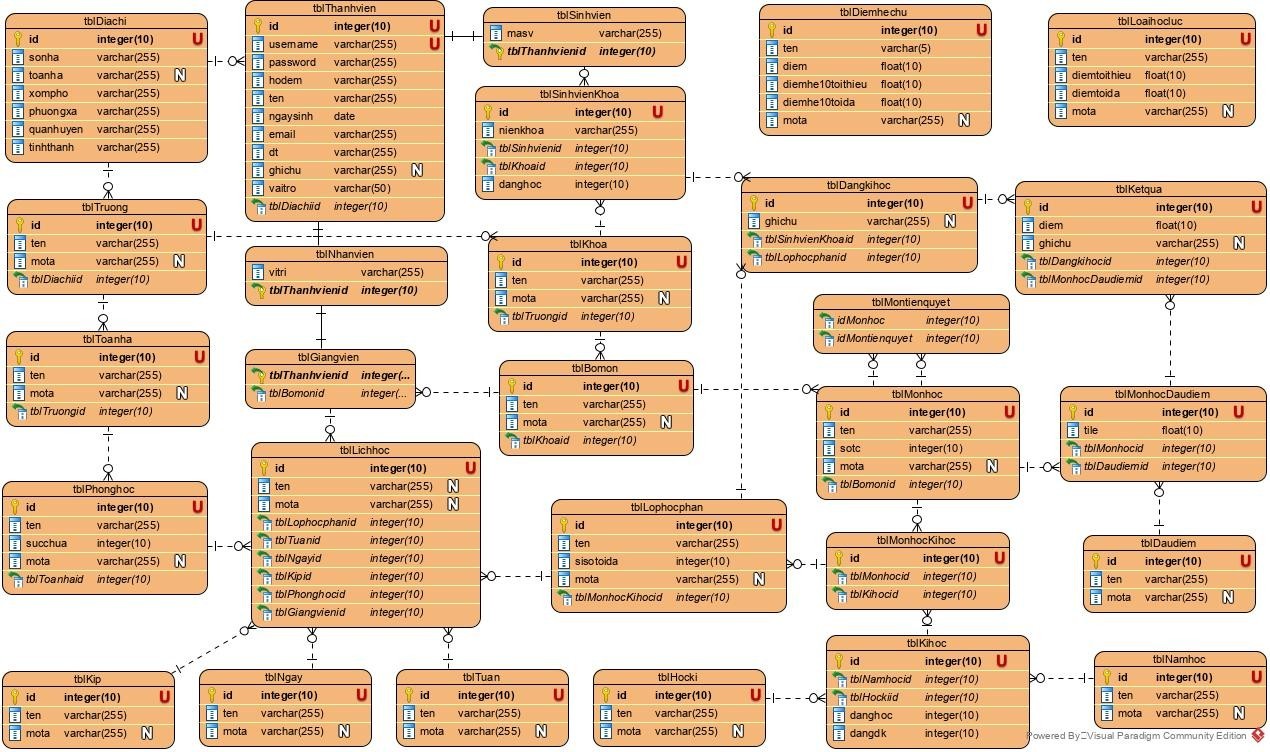 tblDiachi
id integer(10) U
sonha varchar(255)
toanha varchar(255) N
xompho varchar(255)
phuongxa varchar(255)
quanhuyen varchar(255)
tinhthanh varchar(255)
tblThanhvien
id integer(10) U
username varchar(255) U
password varchar(255)
hodem varchar(255)
ten varchar(255)
ngaysinh date
email varchar(255)
dt varchar(255)
ghichu varchar(255) N
vaitro varchar(50)
tblDiachiid integer(10)
tblSinhvien
masv varchar(255)
tblThanhvienid integer(10)
tblDiemhechu
id integer(10) U
ten varchar(5)
diem float(10)
diemhe10toithieu float(10)
diemhe10toida float(10)
mota varchar(255) N
tblLoaihocluc
id integer(10) U
ten varchar(255)
diemtoithieu float(10)
diemtoida float(10)
mota varchar(255) N
tblSinhvienKhoa
id integer(10) U
nienkhoa varchar(255)
tblSinhvienid integer(10)
tblKhoaid integer(10)
danghoc integer(10)
tblDangkihoc
id integer(10) U
ghichu varchar(255) N
tblSinhvienKhoaid integer(10)
tblLophocphanid integer(10)
tblKetqua
id integer(10) U
diem float(10)
ghichu varchar(255) N
tblDangkihocid integer(10)
tblMonhocDaudiemid integer(10)
tblTruong
id integer(10) U
ten varchar(255)
mota varchar(255) N
tblDiachiid integer(10)
tblNhanvien
vitri varchar(255)
tblThanhvienid integer(10)
tblKhoa
id integer(10) U
ten varchar(255)
mota varchar(255) N
tblTruongid integer(10)
tblMontienquyet
idMonhoc integer(10)
idMontienquyet integer(10)
tblToanha
id integer(10) U
ten varchar(255)
mota varchar(255) N
tblTruongid integer(10)
tblGiangvien
tblThanhvienid integer(...
tblBomonid integer(...
tblBomon
id integer(10) U
ten varchar(255)
mota varchar(255) N
tblKhoaid integer(10)
tblMonhoc
id integer(10) U
ten varchar(255)
sotc integer(10)
mota varchar(255) N
tblBomonid integer(10)
tblMonhocDaudiem
id integer(10) U
tile float(10)
tblMonhocid integer(10)
tblDaudiemid integer(10)
tblPhonghoc
id integer(10) U
ten varchar(255)
succhua integer(10)
mota varchar(255) N
tblToanhaid integer(10)
tblLichhoc
id integer(10) U
ten varchar(255) N
mota varchar(255) N
tblLophocphanid integer(10)
tblTuanid integer(10)
tblNgayid integer(10)
tblKipid integer(10)
tblPhonghocid integer(10)
tblGiangvienid integer(10)
tblLophocphan
id integer(10) U
ten varchar(255)
sisotoida integer(10)
mota varchar(255) N
tblMonhocKihocid integer(10)
tblMonhocKihoc
id integer(10) U
tblMonhocid integer(10)
tblKihocid integer(10)
tblDaudiem
id integer(10) U
ten varchar(255)
mota varchar(255) N
tblKip
id integer(10) U
ten varchar(255)
mota varchar(255) N
tblNgay
id integer(10) U
ten varchar(255)
mota varchar(255) N
tblTuan
id integer(10) U
ten varchar(255)
mota varchar(255) N
tblHocki
id integer(10) U
ten varchar(255)
mota varchar(255) N
tblKihoc
id integer(10) U
tblNamhocid integer(10)
tblHockiid integer(10)
danghoc integer(10)
dangdk integer(10)
tblNamhoc
id integer(10) U
ten varchar(255)
mota varchar(255) N
Powered By Visual Paradigm Community Edition